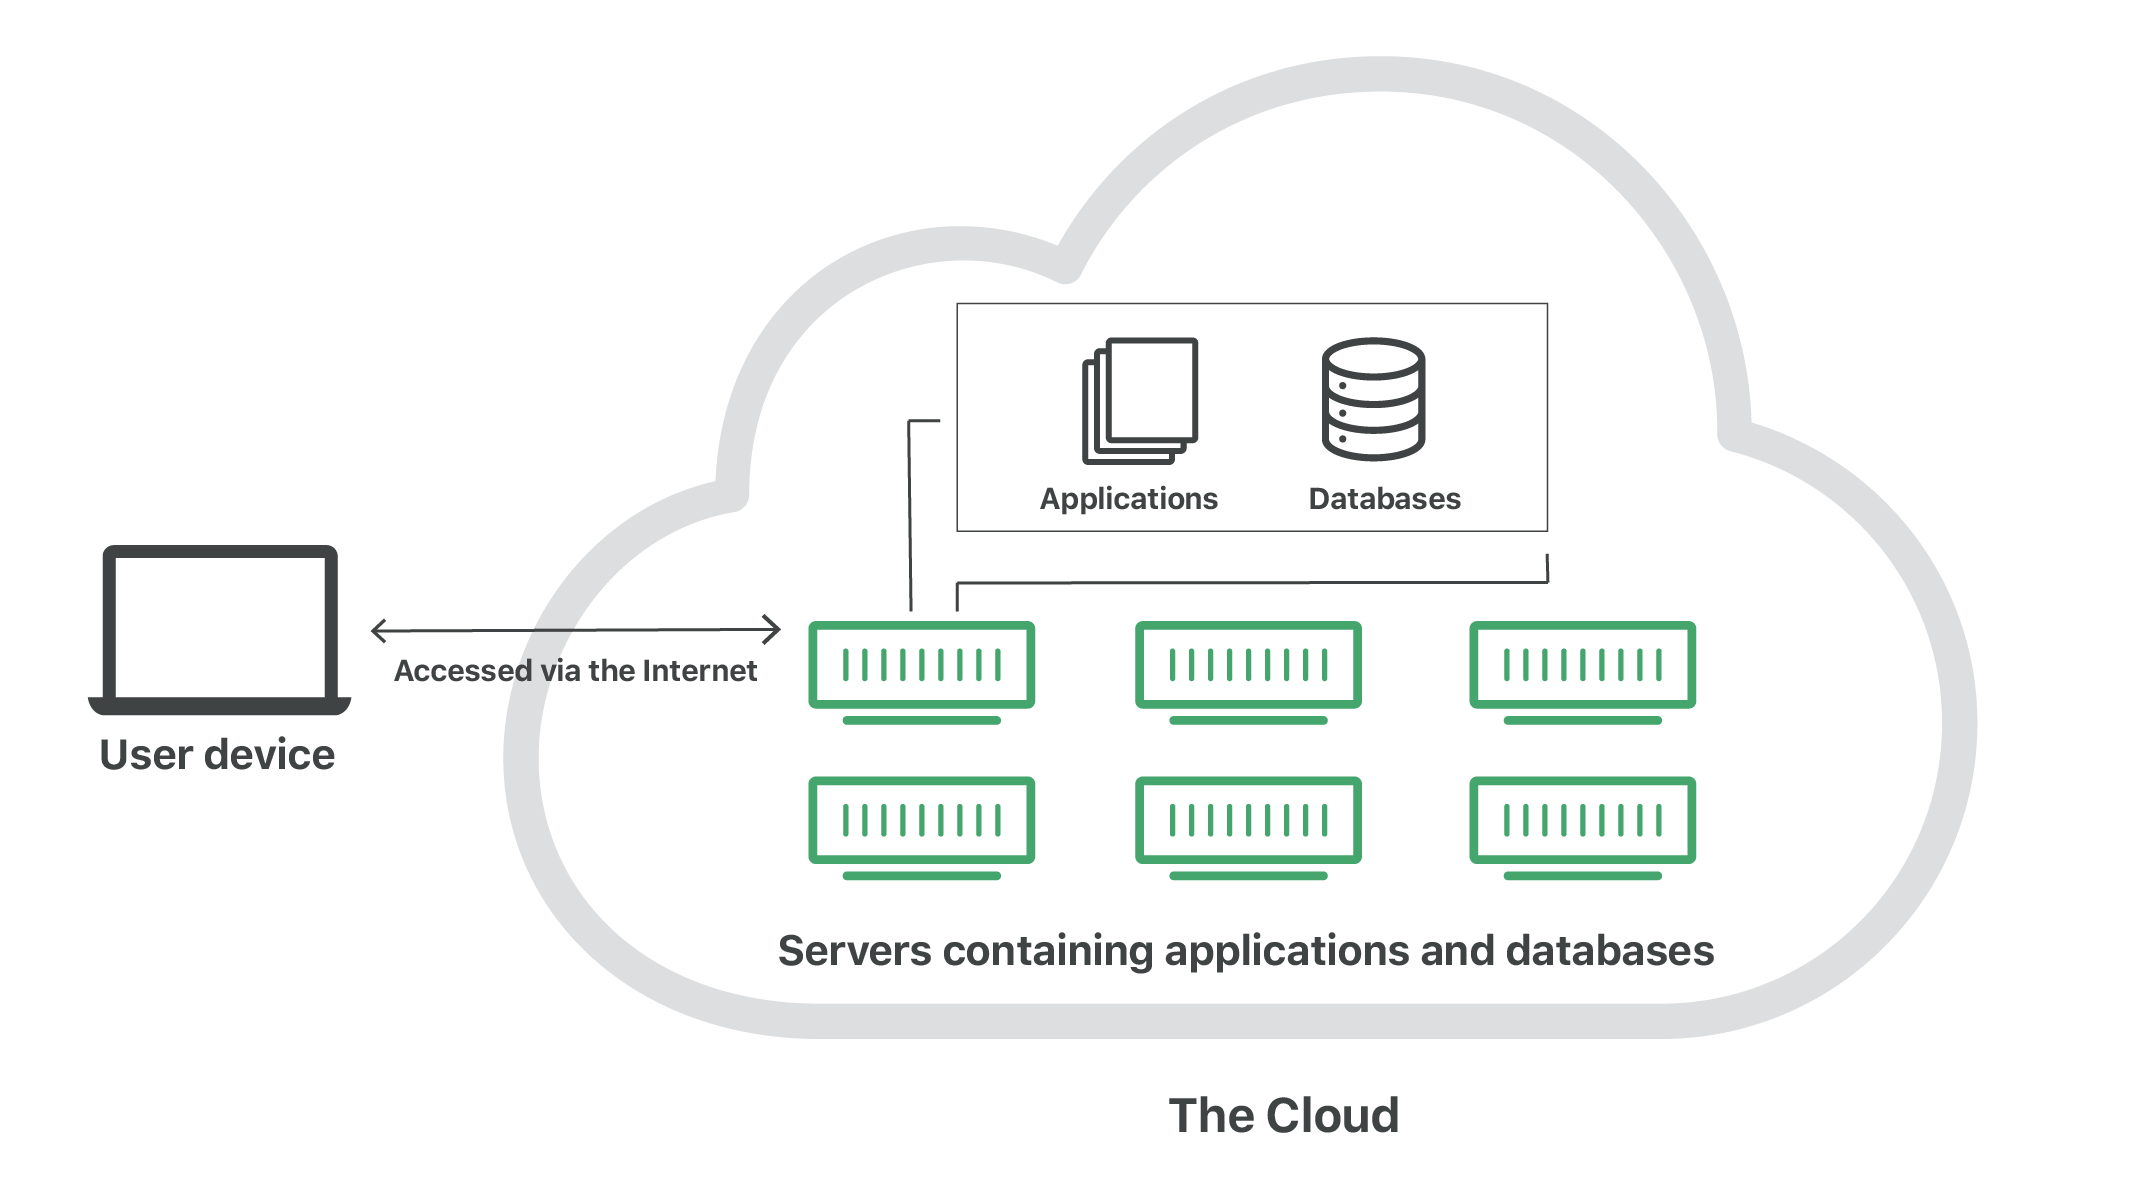 Applications
Databases
Accessed via the Internet
User device
Servers containing applications and databases
The Cloud